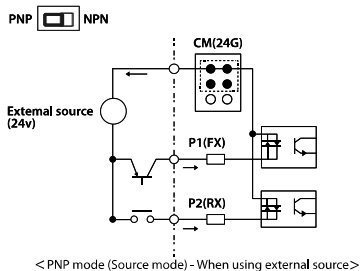 PNP NPN
CM(24G)
External source
(24v)
P1(FX)
P2(RX)
<PNP mode (Source mode) - When using external source>